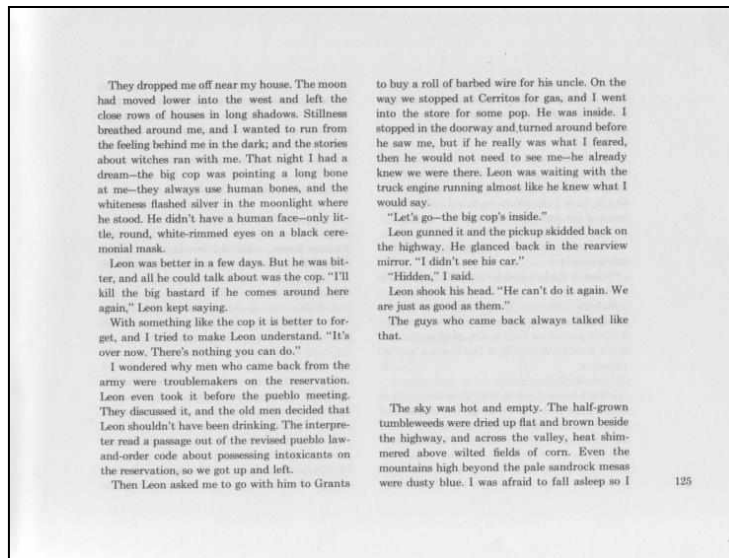 They dropped me off near my house. The moon
had moved lower into the west and left the
close rows of houses in long shadows. Stillness
breathed around me, and I wanted to run from
the feeling behind me in the dark; and the stories
about witches ran with me. That night I had a
dream—the big cop was pointing a long bone
at me—they always use human bones, and the
whiteness flashed silver in the moonlight where
he stood. He didn't have a human face—only lit-
tle, round, white-rimmed eyes on a black cere-
monial mask.
Leon was better in a few days. But he was bit-
ter, and all he could talk about was the cop. "I'll
kill the big bastard if he comes around here
again," Leon kept saying.
With something like the cop it is better to for-
get, and I tried to make Leon understand. "It's
over now. There's nothing you can do."
I wondered why men who came back from the
army were troublemakers on the reservation.
Leon even took it before the pueblo meeting.
They discussed it, and the old men decided that
Leon shouldn't have been drinking. The interpre-
ter read a passage out of the revised pueblo law-
and-order code about possessing intoxicants on
the reservation, so we got up and left.
Then Leon asked me to go with him to Grants
to buy a roll of barbed wire for his uncle. On the
way we stopped at Cerritos for gas, and I went
into the store for some pop. He was inside. I
stopped in the doorway and turned around before
he saw me, but if he really was what I feared,
then he would not need to see me—he already
knew we were there. Leon was waiting with the
truck engine running almost like he knew what I
would say.
"Let's go—the big cop's inside."
Leon gunned it and the pickup skidded back on
the highway. He glanced back in the rearview
mirror. "I didn't see his car."
"Hidden," I said.
Leon shook his head. "He can't do it again. We
are just as good as them."
The guys who came back always talked like
that.
The sky was hot and empty. The half-grown
tumbleweeds were dried up flat and brown beside
the highway, and across the valley, heat shim-
mered above wilted fields of corn. Even the
mountains high beyond the pale sandrock mesas
were dusty blue. I was afraid to fall asleep so I
125